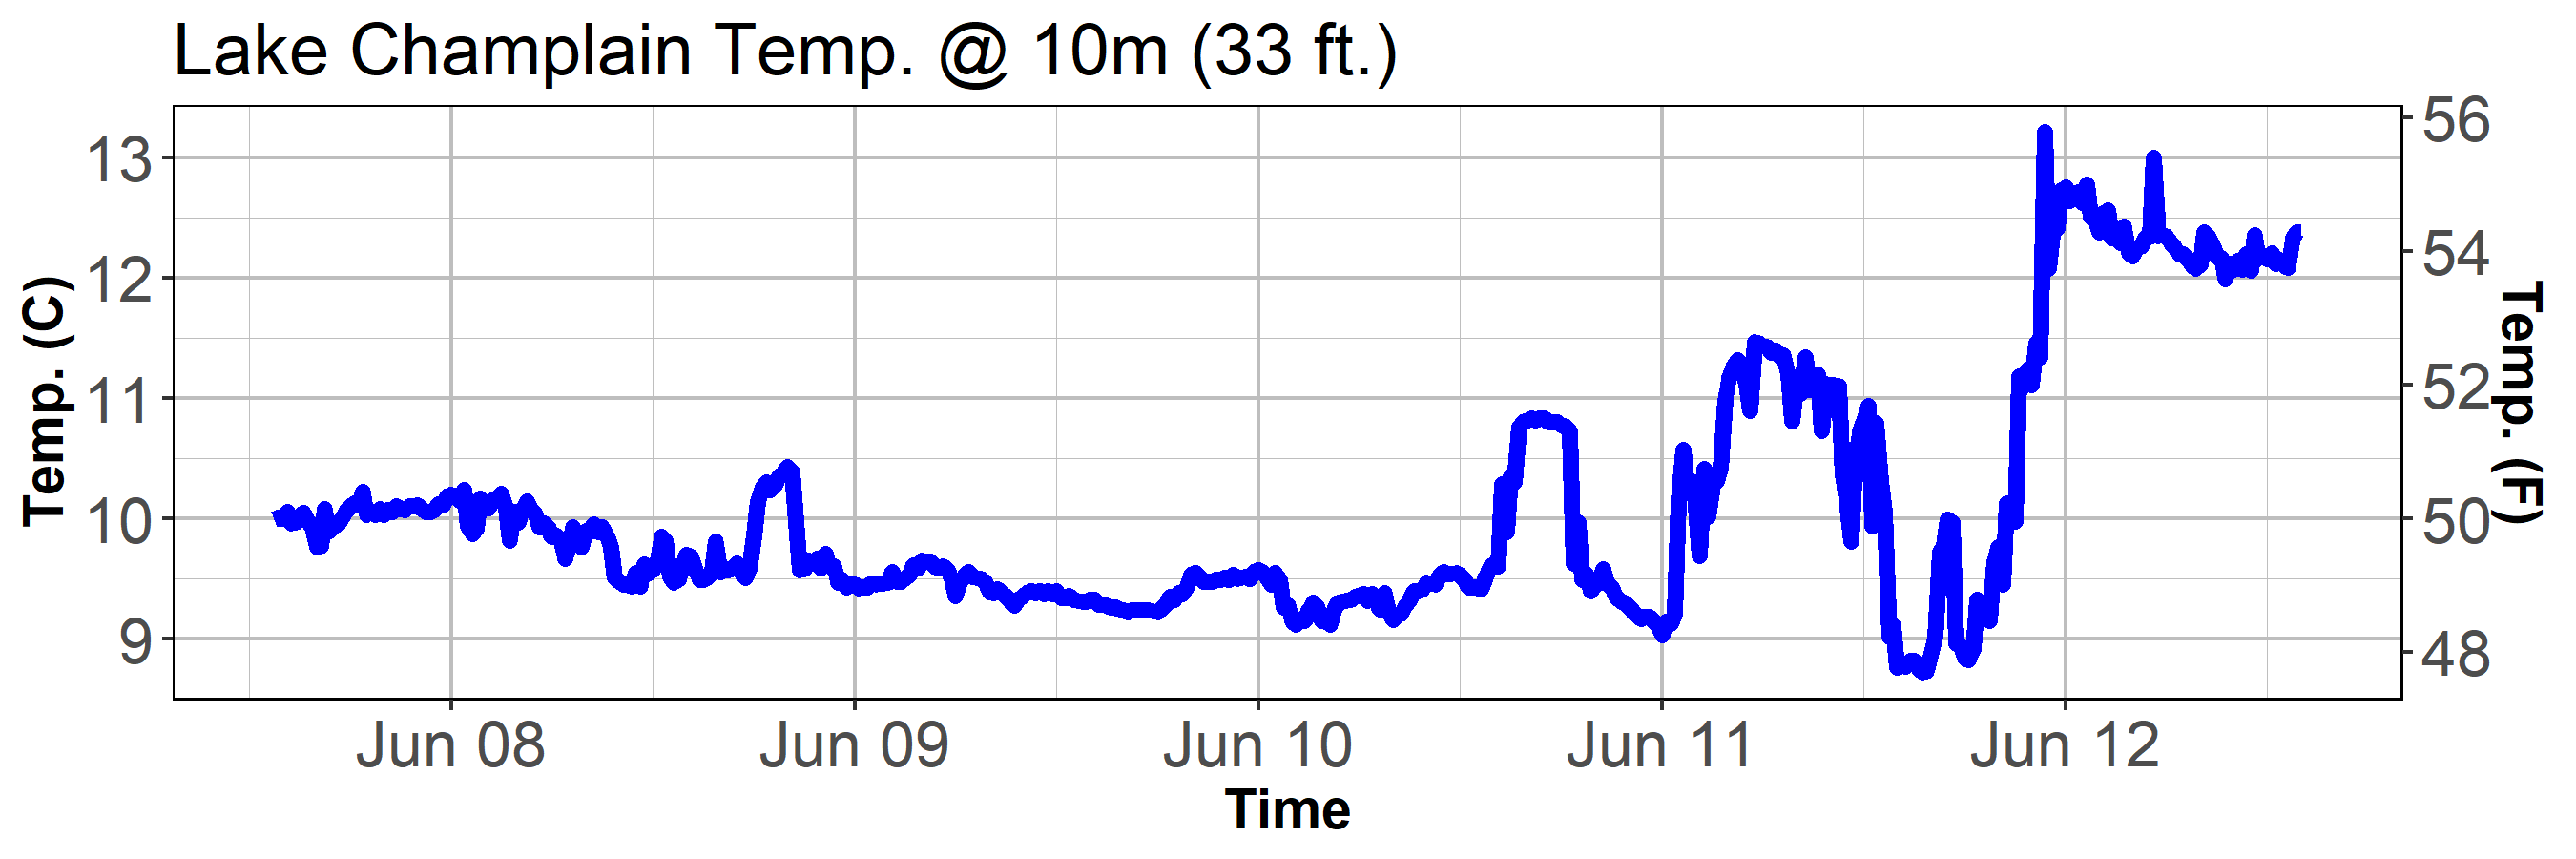 Lake Champlain Temp. @ 10m (33 ft.)
Temp. (C)
13
12
11
10
9
56
54
52
50
48
Temp. (F)
Jun 08 Jun 09 Jun 10 Jun 11 Jun 12
Time